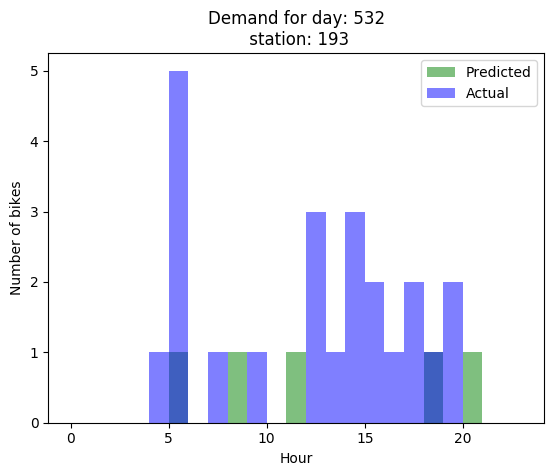 Demand for day: 532
station: 193
Predicted
Actual
Number of bikes
5
4
3
2
1
0
0 5 10 15 20
Hour